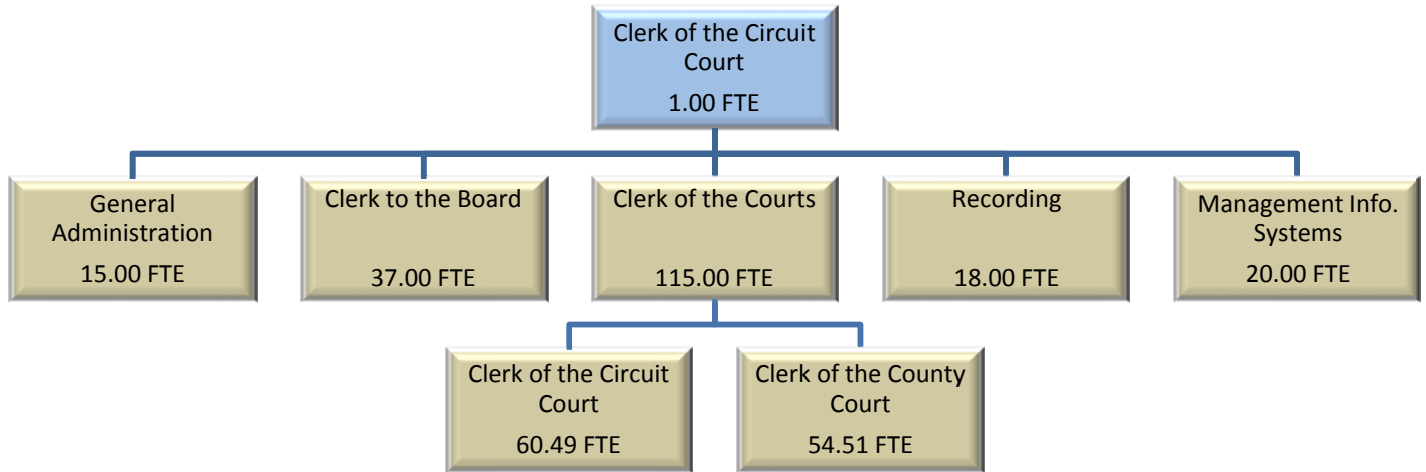 Clerk of the Circuit
Court
1.00 FTE
General
Administration
15.00 FTE
Clerk to the Board
37.00 FTE
Clerk of the Courts
115.00 FTE
Recording
18.00 FTE
Management Info.
Systems
20.00 FTE
Clerk of the Circuit
Court
60.49 FTE
Clerk of the County
Court
54.51 FTE